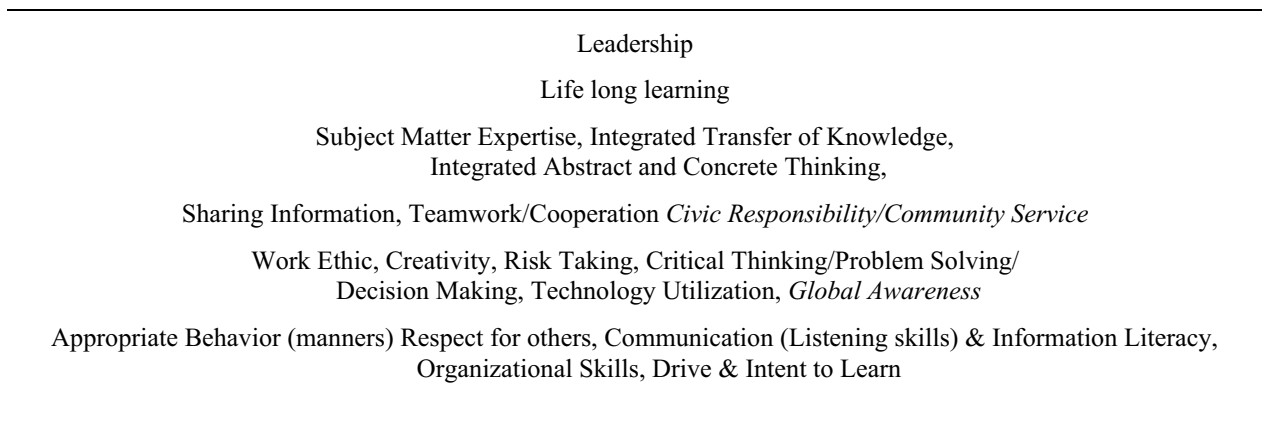 Leadership
Life long learning
Subject Matter Expertise, Integrated Transfer of Knowledge,
Integrated Abstract and Concrete Thinking,
Sharing Information, Teamwork/Cooperation Civic Responsibility/Community Service
Work Ethic, Creativity, Risk Taking, Critical Thinking/Problem Solving/
Decision Making, Technology Utilization, Global Awareness
Appropriate Behavior (manners) Respect for others, Communication (Listening skills) & Information Literacy,
Organizational Skills, Drive & Intent to Learn